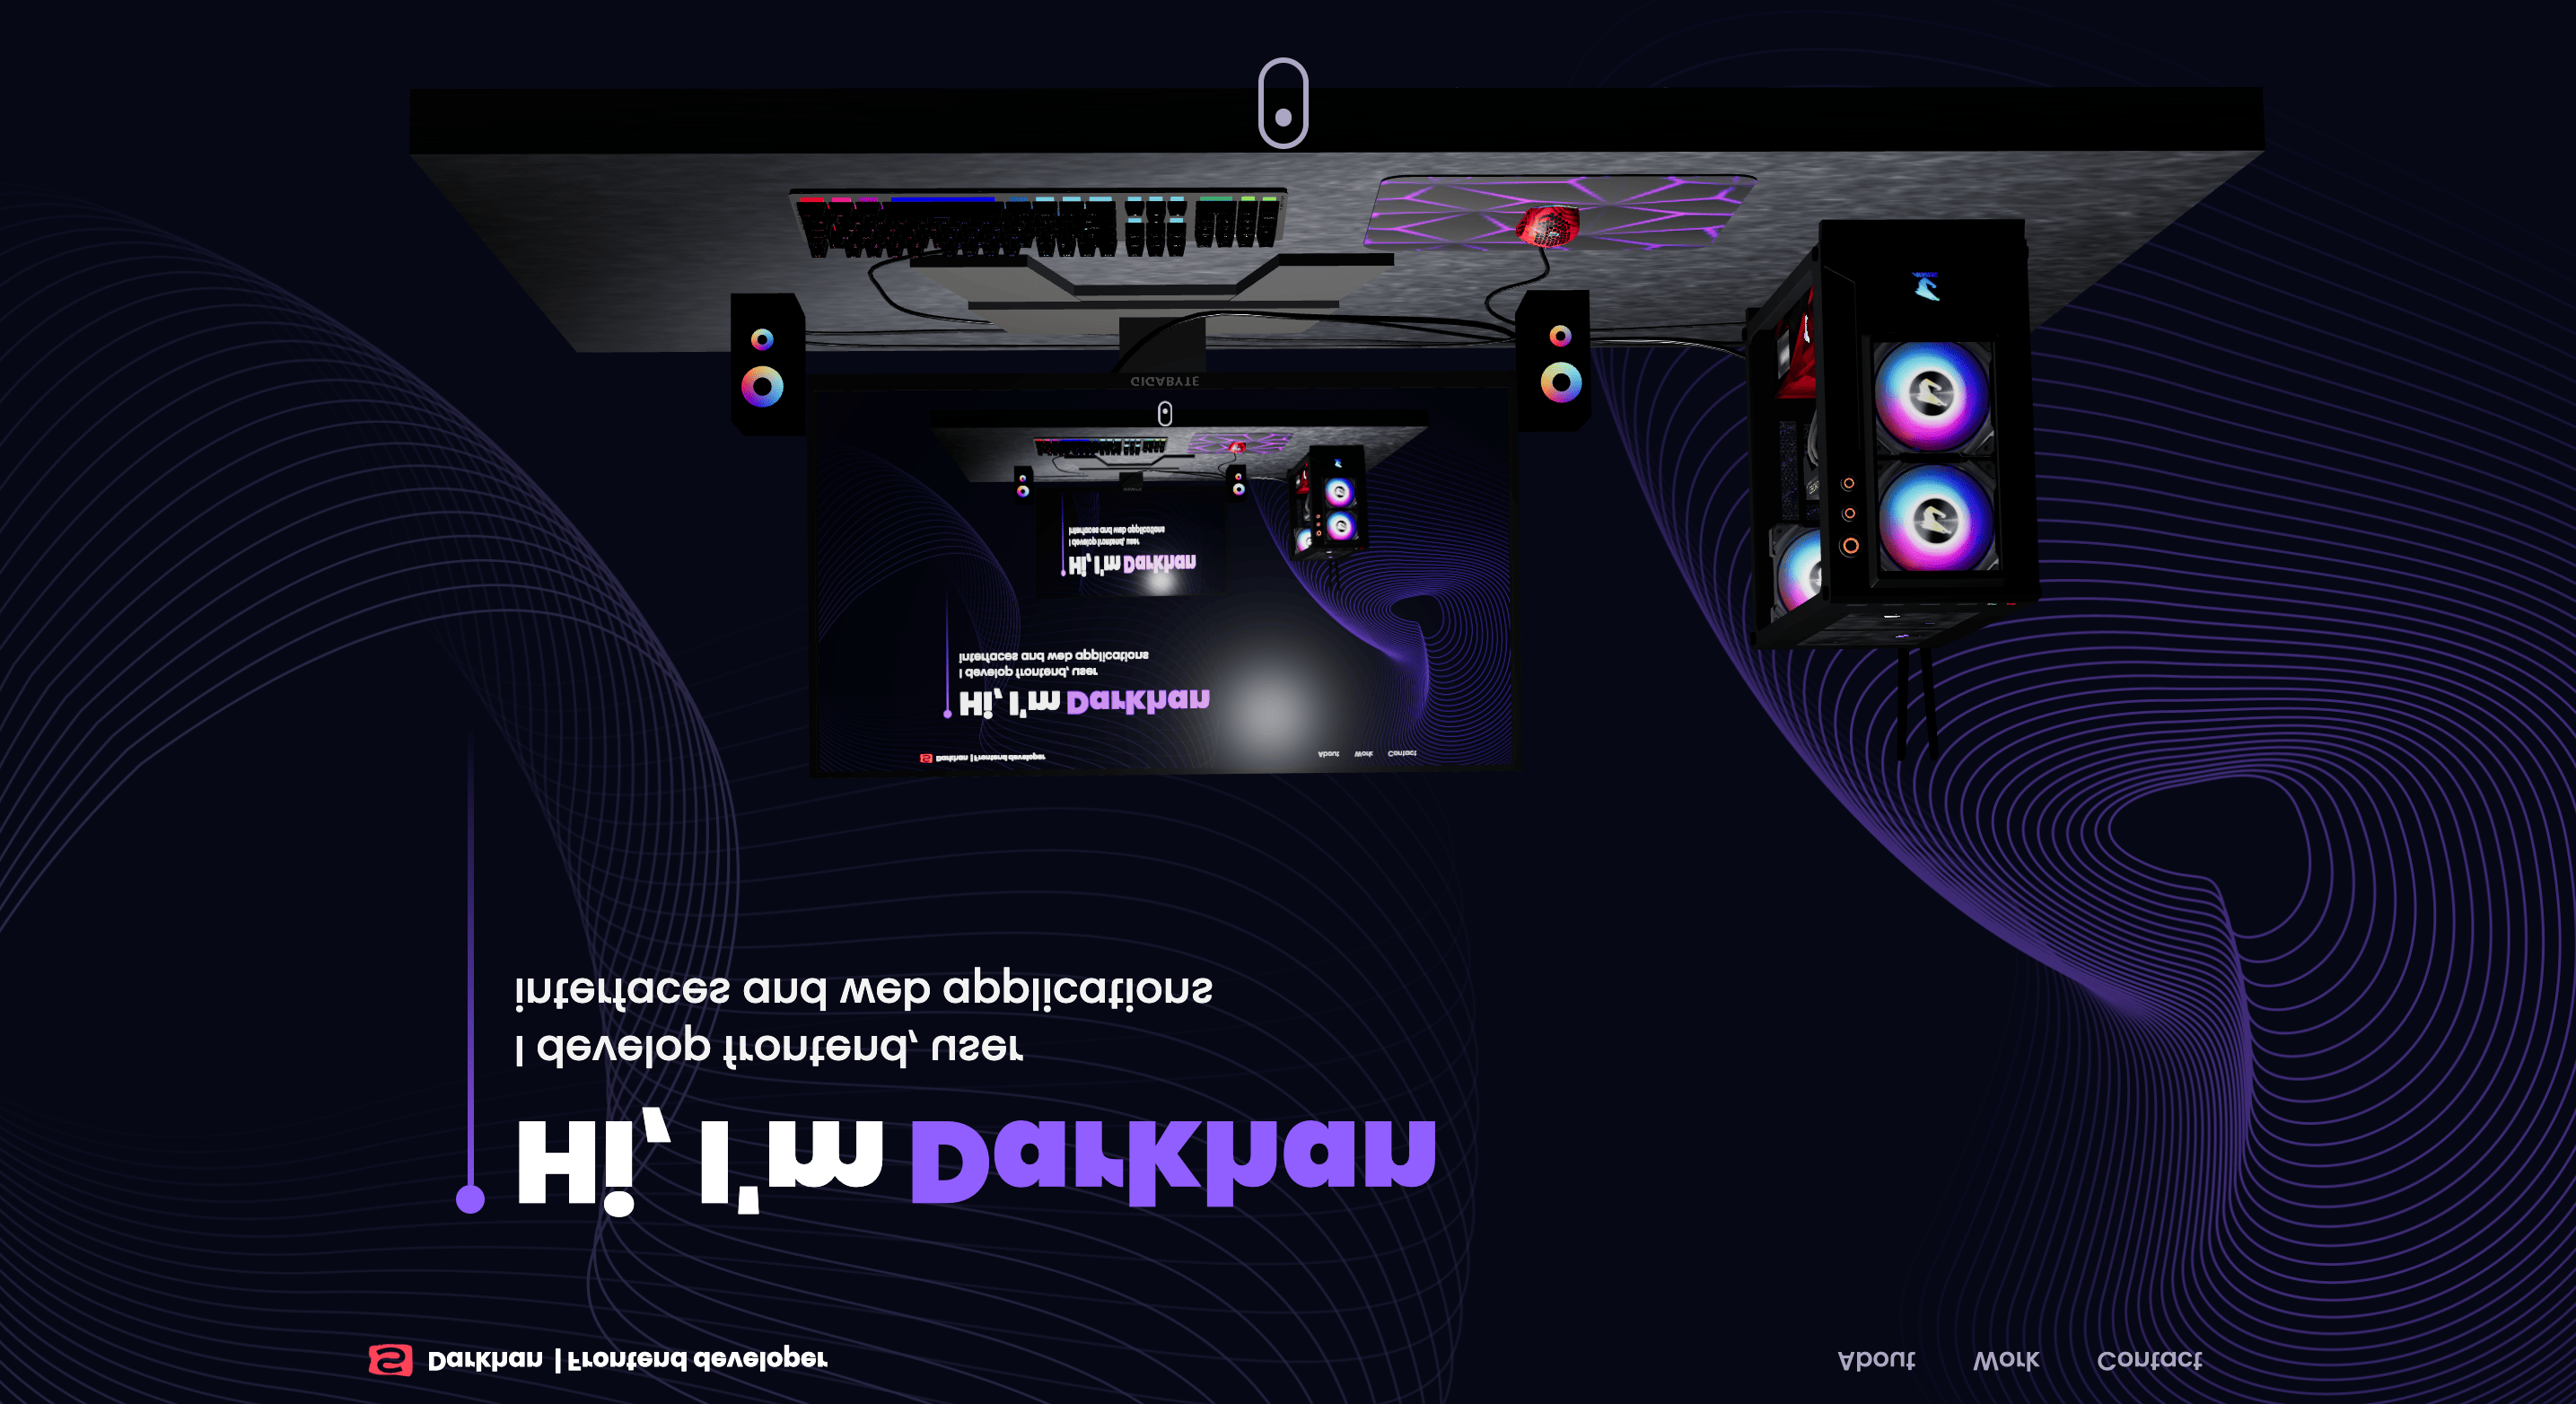 Darkhan | Frontend developer
About
Work
Contact
Hi, I'm Darkhan
I develop frontend, user
interfaces and web applications
GIGABYTE
Darkhan | Frontend developer
About
Work
Contact
Hi, I'm Darkhan
I develop frontend, user
interfaces and web applications
Hi, I'm Darkhan
I develop frontend, user
interfaces and web applications